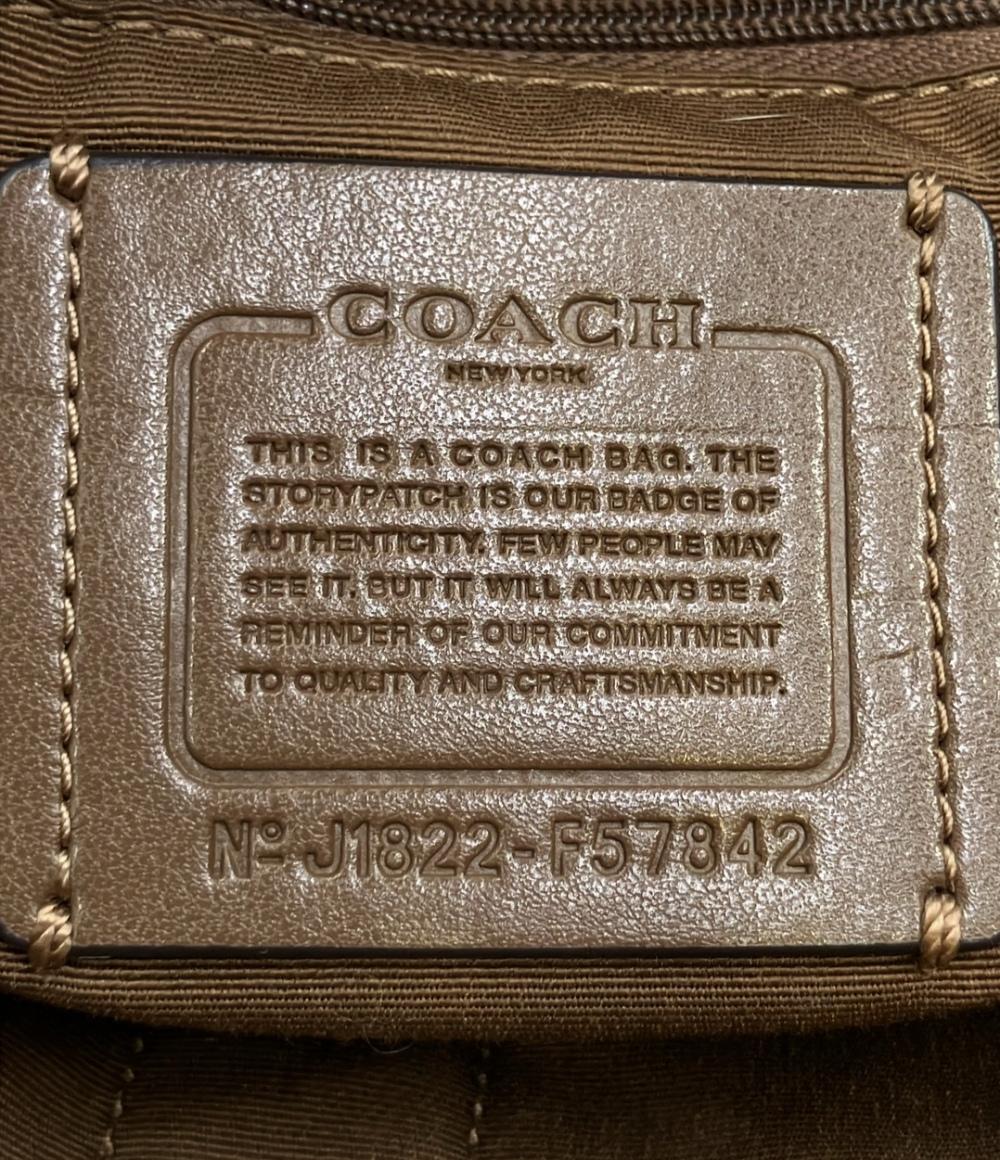 COACH
NEW YORK
THIS IS A COACH BAG. THE
STORYPATCH IS OUR BADGE OF
AUTHENTICITY. FEW PEOPLE MAY
SEE IT. BUT IT WILL ALWAYS BE A
REMINDER OF OUR COMMITMENT
TO QUALITY AND CRAFTSMANSHIP.
Nº J1822-F57842